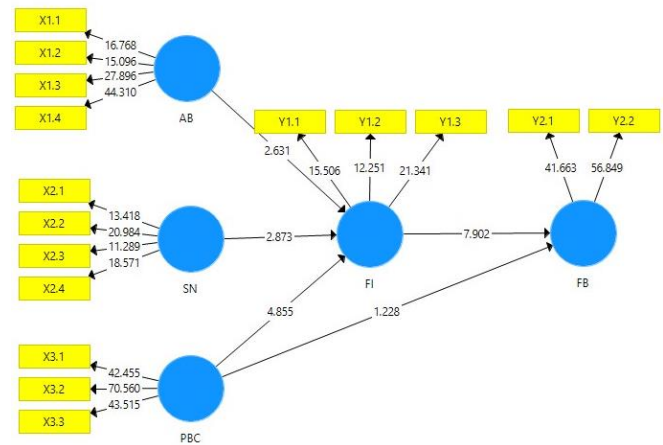 X1.1
X1.2
X1.3
X1.4
16.768
15.096
27.896
44.310
AB
Y1.1
Y1.2
Y1.3
Y2.1
Y2.2
2.631
15.506
12.251
21.341
41.663
56.849
X2.1
X2.2
X2.3
X2.4
13.418
20.984
11.289
18.571
SN
2.873
FI
7.902
FB
4.855
1.228
X3.1
X3.2
X3.3
42.455
70.560
43.515
PBC